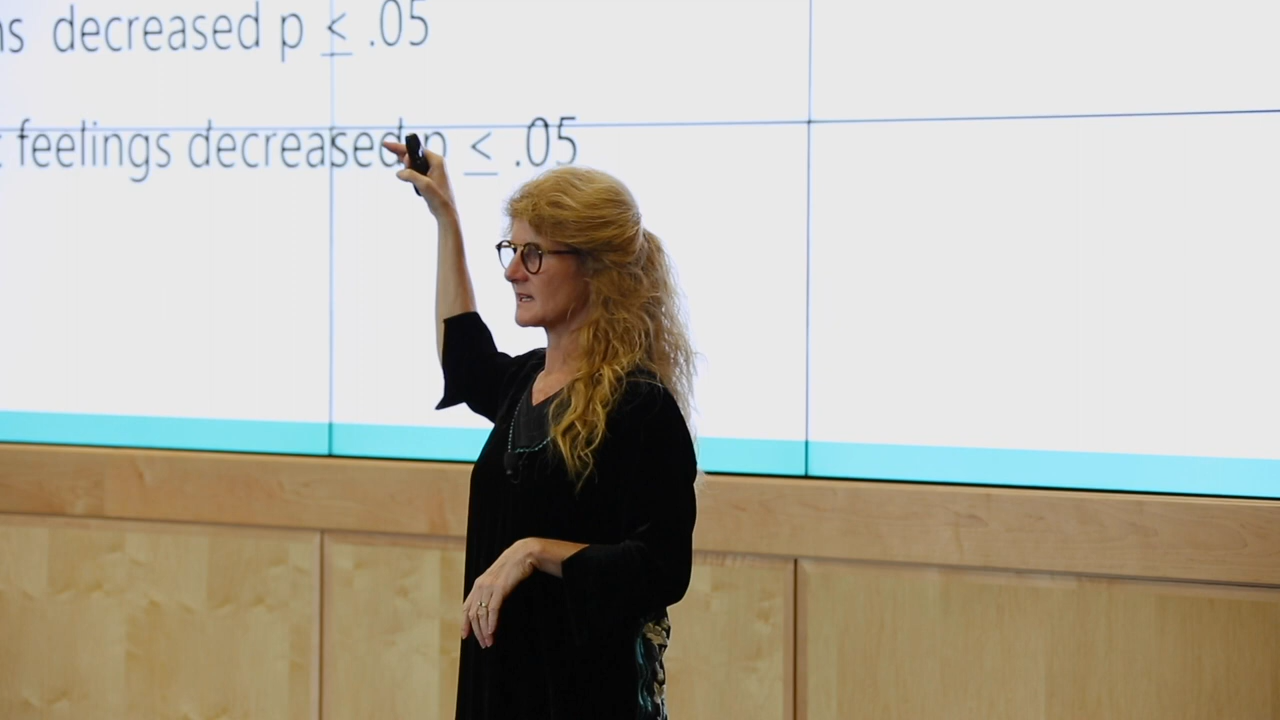 decreased p ≤ .05
feelings decreased p ≤ .05